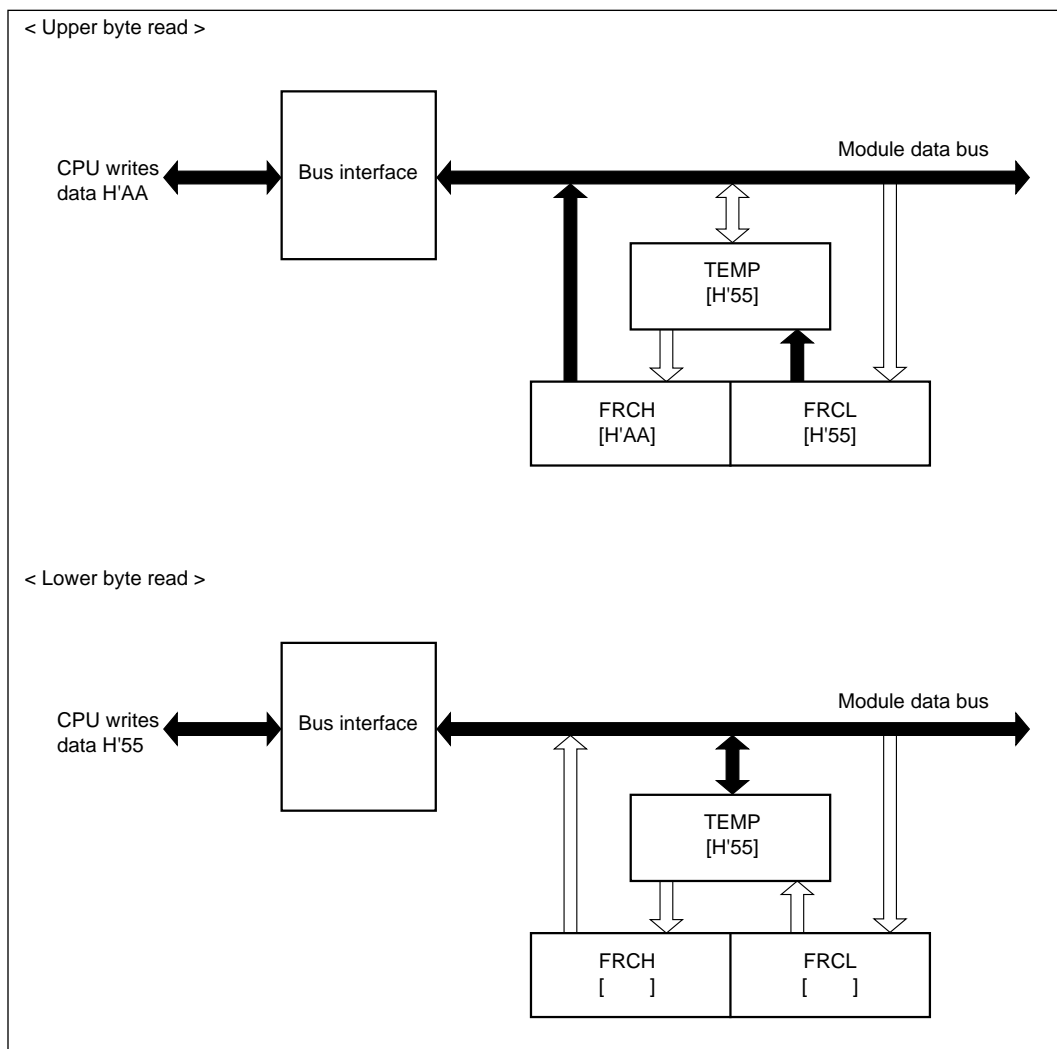 < Upper byte read >
Module data bus
CPU writes
data H'AA
Bus interface
TEMP
[H'55]
FRCH
[H'AA]
FRCL
[H'55]
< Lower byte read >
Module data bus
CPU writes
data H'55
Bus interface
TEMP
[H'55]
FRCH
[ ]
FRCL
[ ]